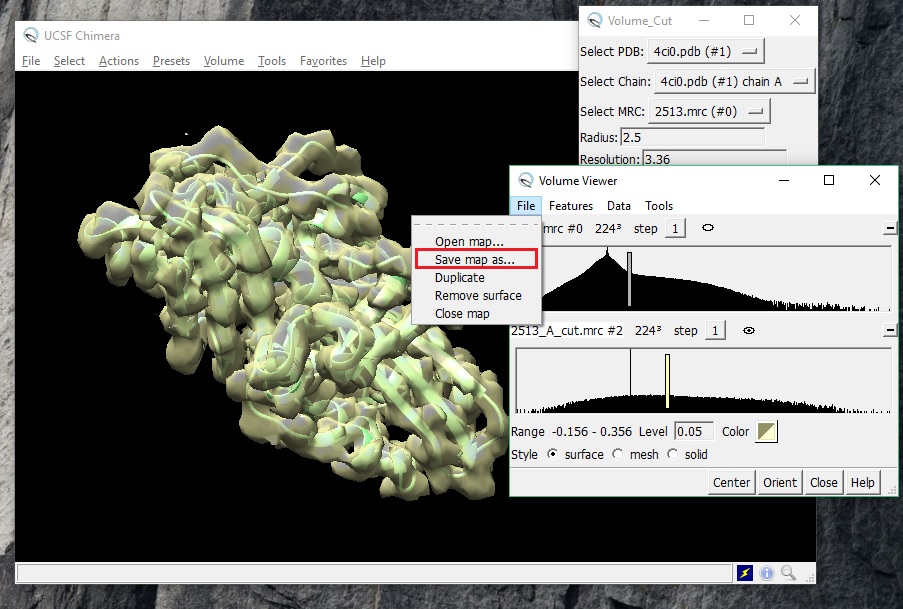 UCSF Chimera
File Select Actions Presets Volume Tools Favorites Help
Volume_Cut
Select PDB: 4ci0.pdb (#1)
Select Chain: 4ci0.pdb (#1) chain A
Select MRC: 2513.mrc (#0)
Radius: 2.5
Resolution: 3.36
Volume Viewer
File Features Data Tools
mrc #0 224³ step 1
Open map...
Save map as...
Duplicate
Remove surface
Close map
2513_A_cut.mrc #2 224³ step 1
Range -0.156 - 0.356 Level 0.05 Color
Style surface mesh solid
Center Orient Close Help